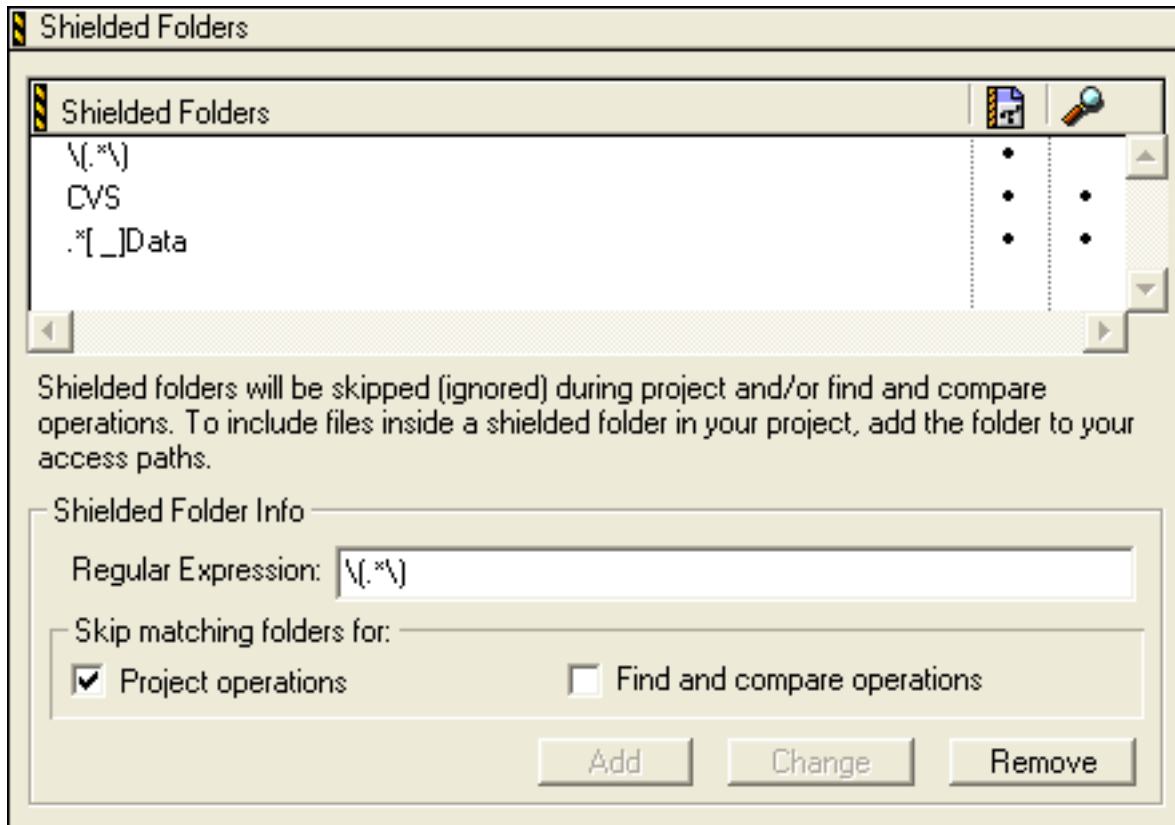 Shielded Folders
Shielded Folders
\(.*\)
CVS
.*[ _]Data
Shielded folders will be skipped (ignored) during project and/or find and compare
operations. To include files inside a shielded folder in your project, add the folder to your
access paths.
Shielded Folder Info
Regular Expression: \(.*\)
Skip matching folders for:
Project operations Find and compare operations
Add Change Remove